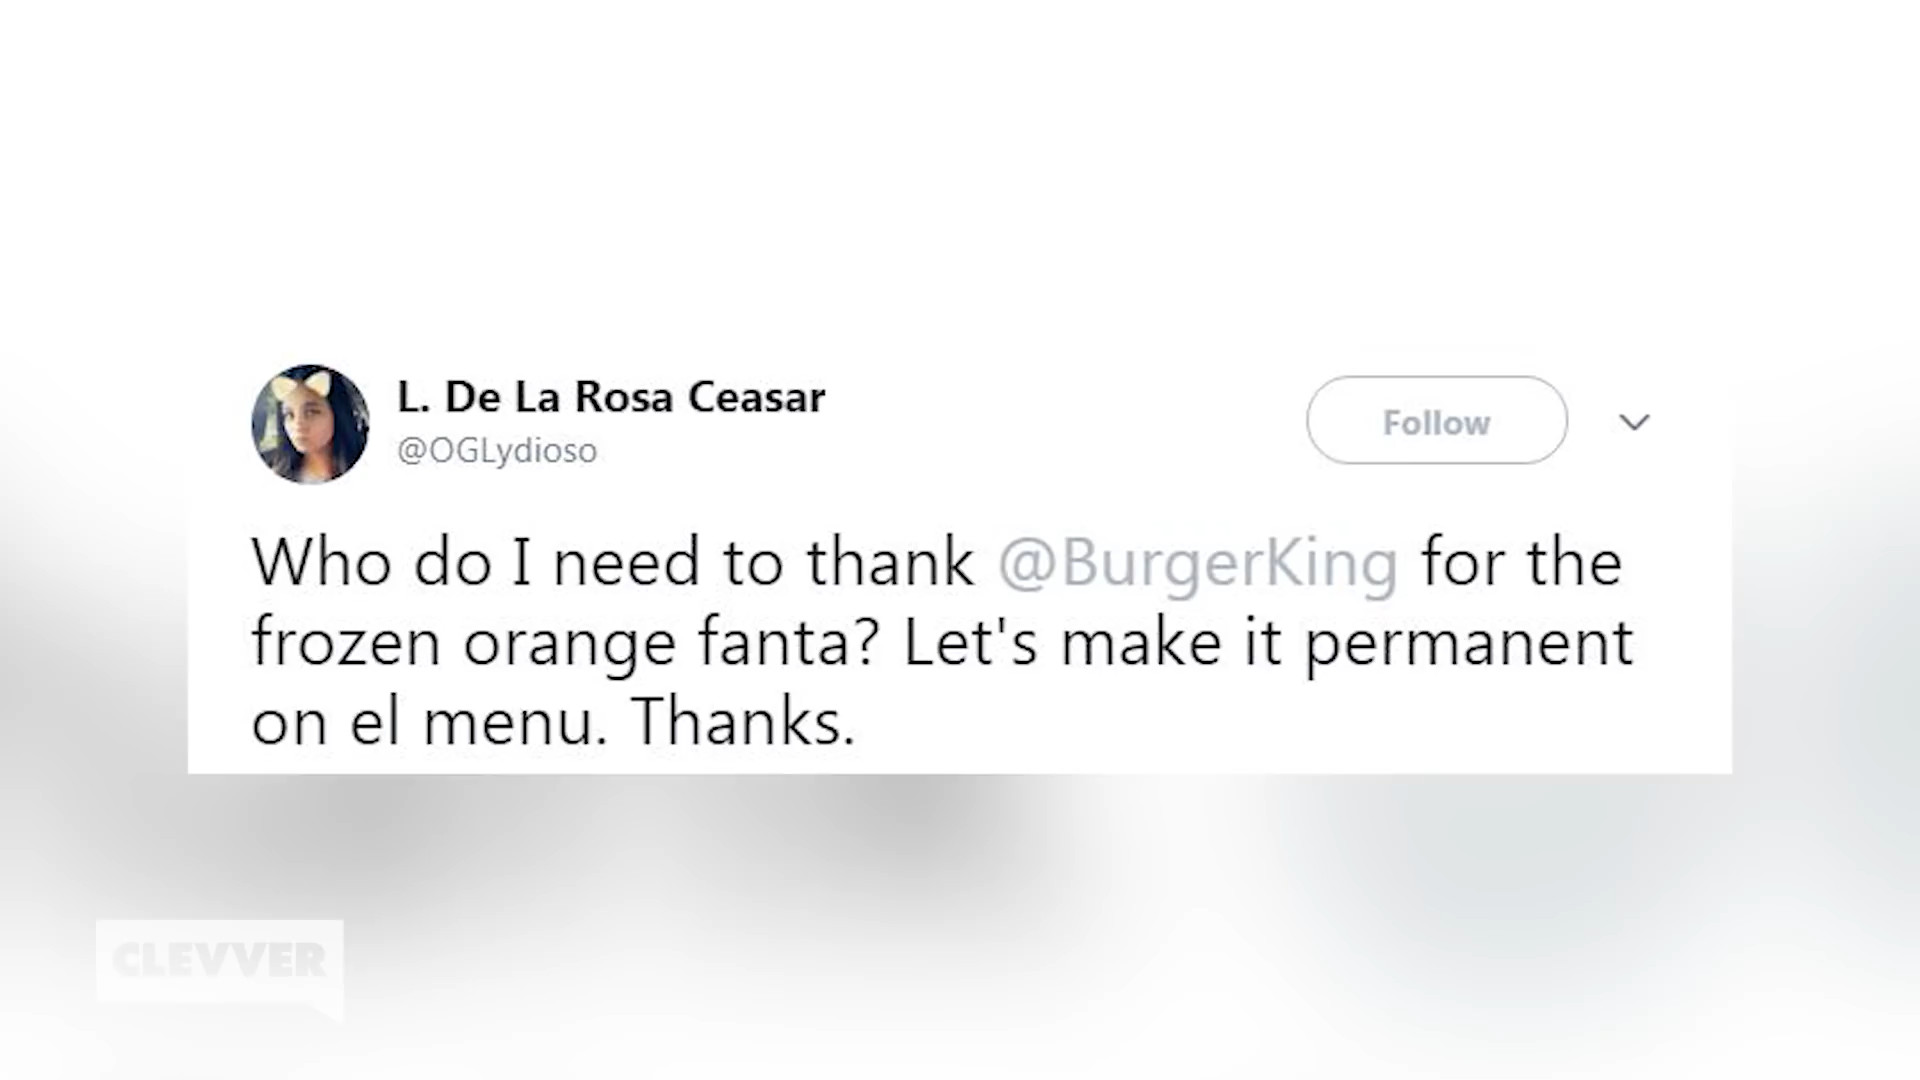 L. De La Rosa Ceasar
@OGLydioso
Follow
Who do I need to thank @BurgerKing for the
frozen orange fanta? Let's make it permanent
on el menu. Thanks.
CLEVVER